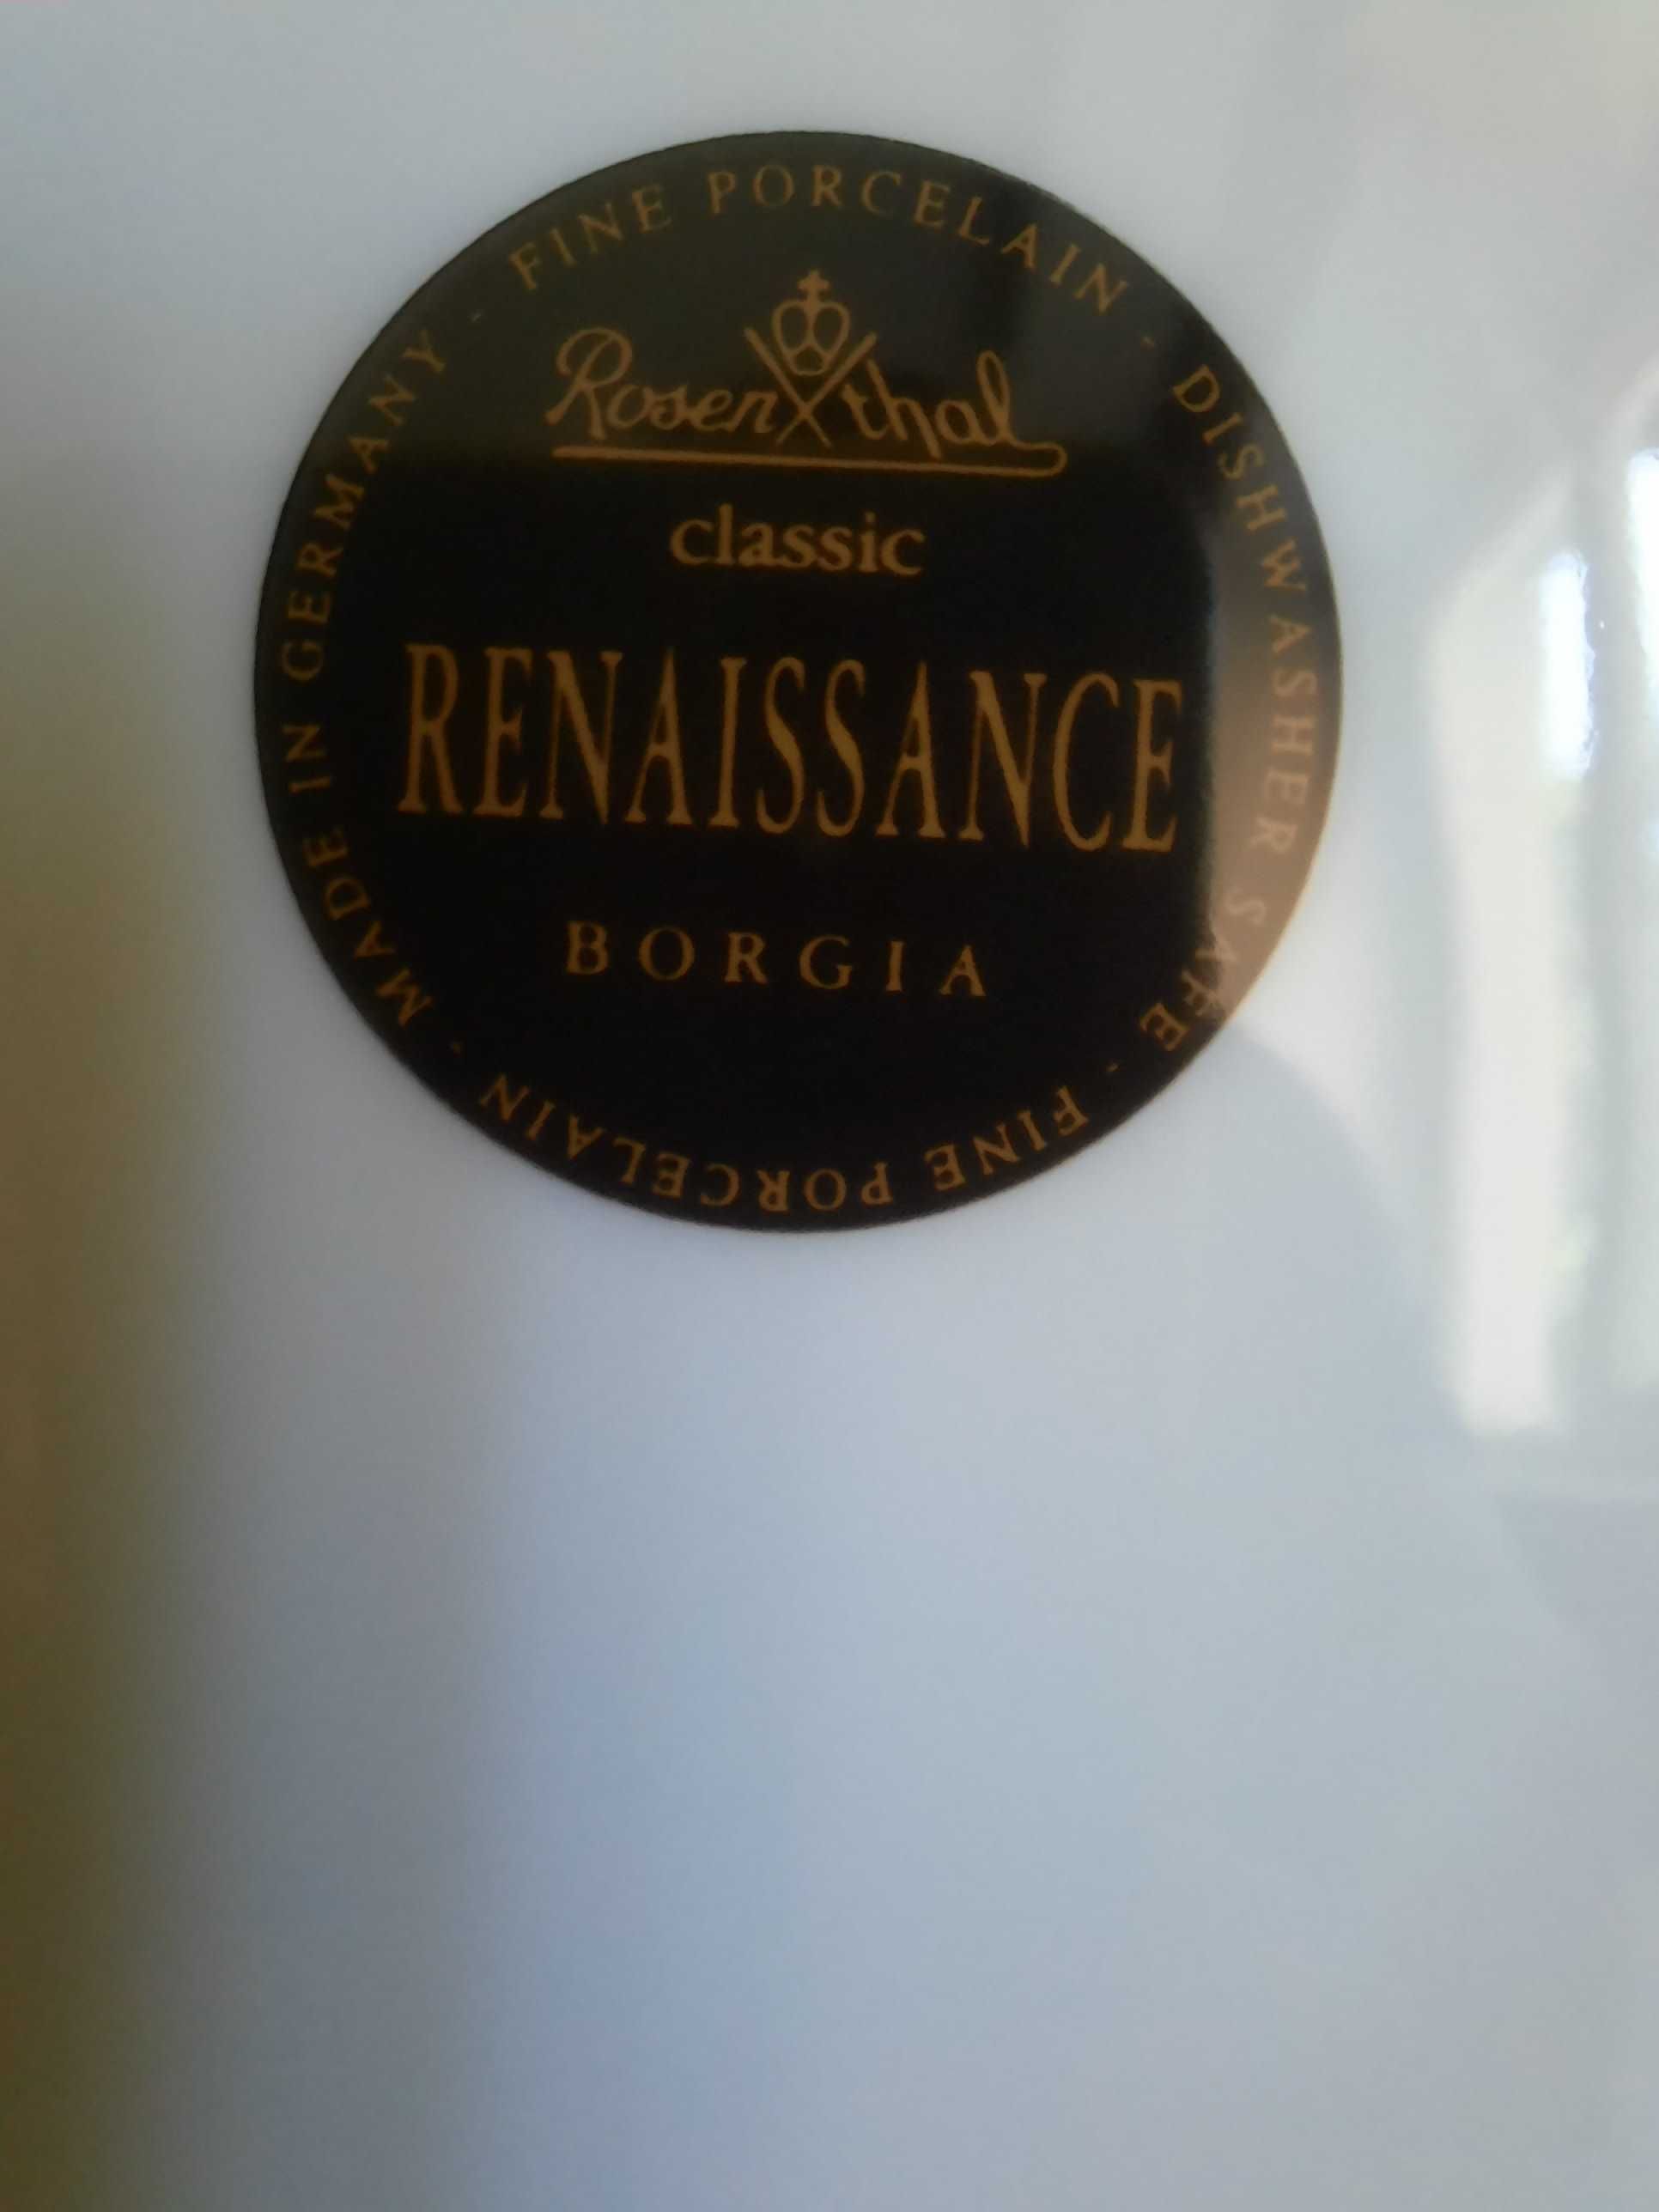 FINE PORCELAIN - DISHWASHER SAFE - FINE PORCELAIN - MADE IN GERMANY -
Rosenthal
classic
RENAISSANCE
BORGIA